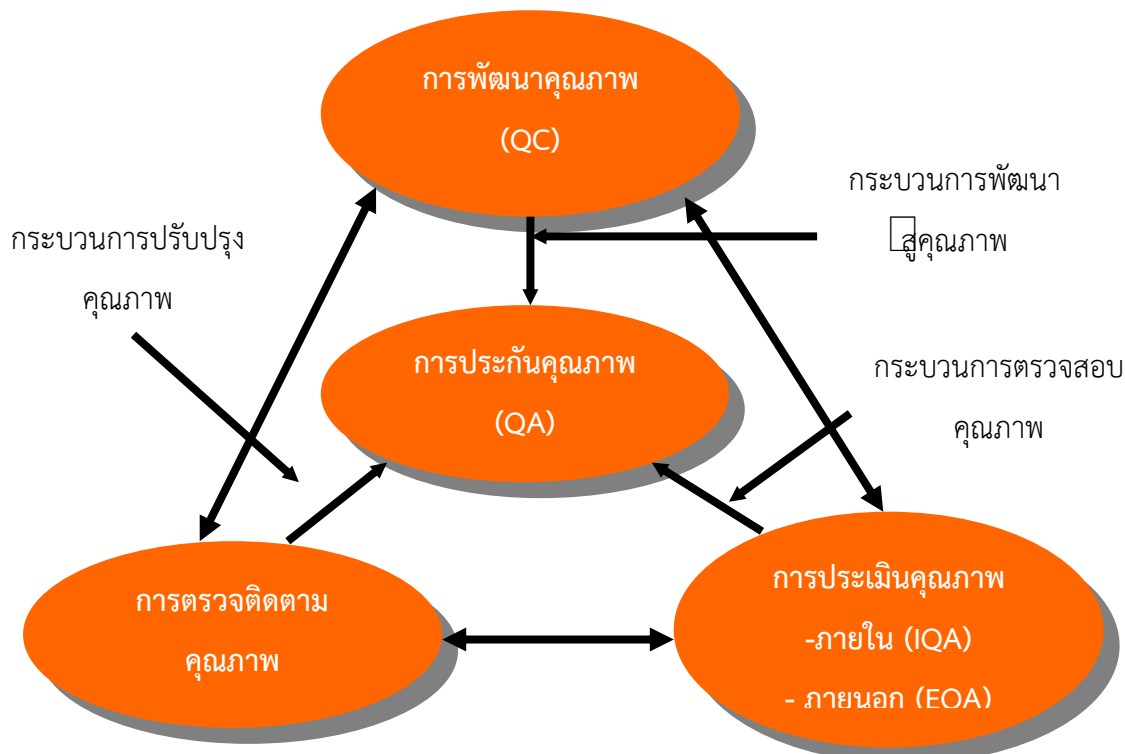 การพัฒนาคุณภาพ
(QC)
กระบวนการพัฒนา
สู่คุณภาพ
กระบวนการปรับปรุง
คุณภาพ
การประกันคุณภาพ
(QA)
กระบวนการตรวจสอบ
คุณภาพ
การตรวจติดตาม
คุณภาพ
การประเมินคุณภาพ
-ภายใน (IQA)
- ภายนอก (EQA)